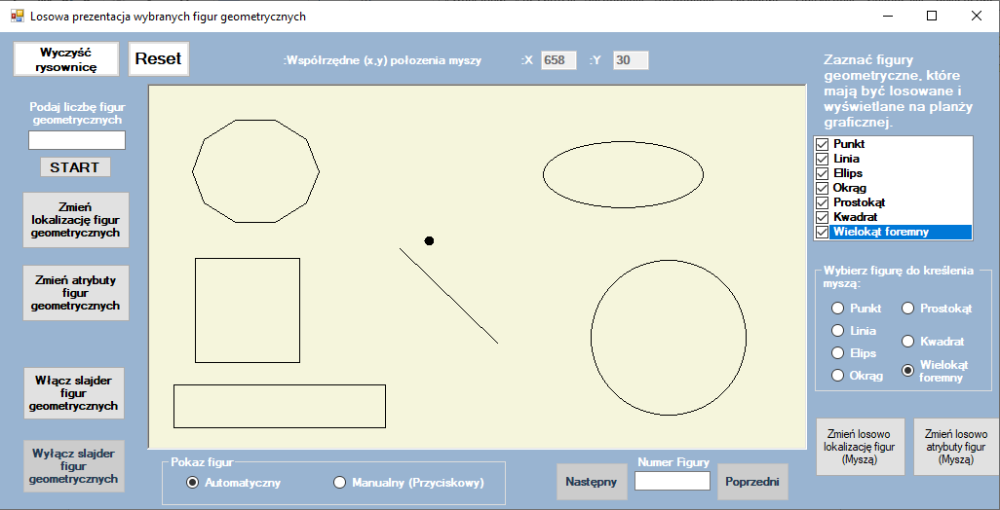 Losowa prezentacja wybranych figur geometrycznych
Wyczyść
rysownicę
Reset
:Współrzędne (x,y) położenia myszy
:X
658
:Y
30
Podaj liczbę figur
geometrycznych
START
Zmień
lokalizację figur
geometrycznych
Zmień atrybuty
figur
geometrycznych
Włącz slajder
figur
geometrycznych
Wyłącz slajder
figur
geometrycznych
Zaznać figury
geometryczne, które
mają być losowane i
wyświetlane na planży
graficznej.
Punkt
Linia
Ellips
Okrąg
Prostokąt
Kwadrat
Wielokąt foremny
Wybierz figurę do kreślenia
myszą:
Punkt
Linia
Elips
Okrąg
Prostokąt
Kwadrat
Wielokąt
foremny
Zmień losowo
lokalizację figur
(Myszą)
Zmień losowo
atrybuty figur
(Myszą)
Pokaz figur
Automatyczny
Manualny (Przyciskowy)
Następny
Numer Figury
Poprzedni